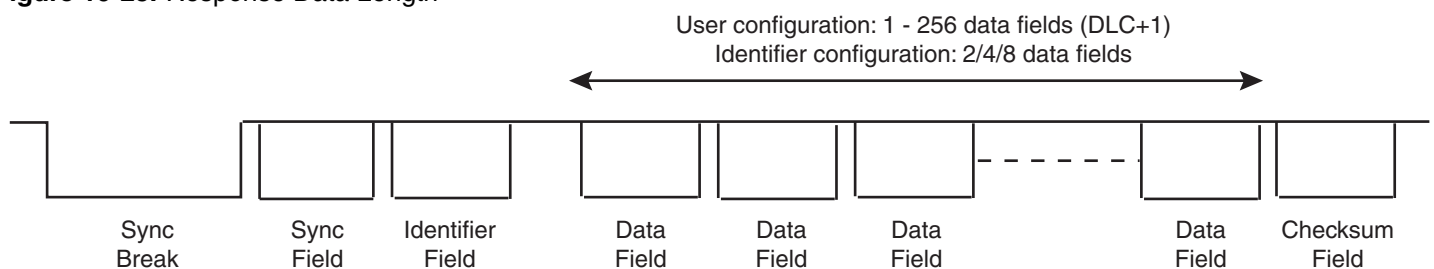 User configuration: 1 - 256 data fields (DLC+1)
Identifier configuration: 2/4/8 data fields
Sync Break
Sync Field
Identifier Field
Data Field
Data Field
Data Field
Data Field
Checksum Field